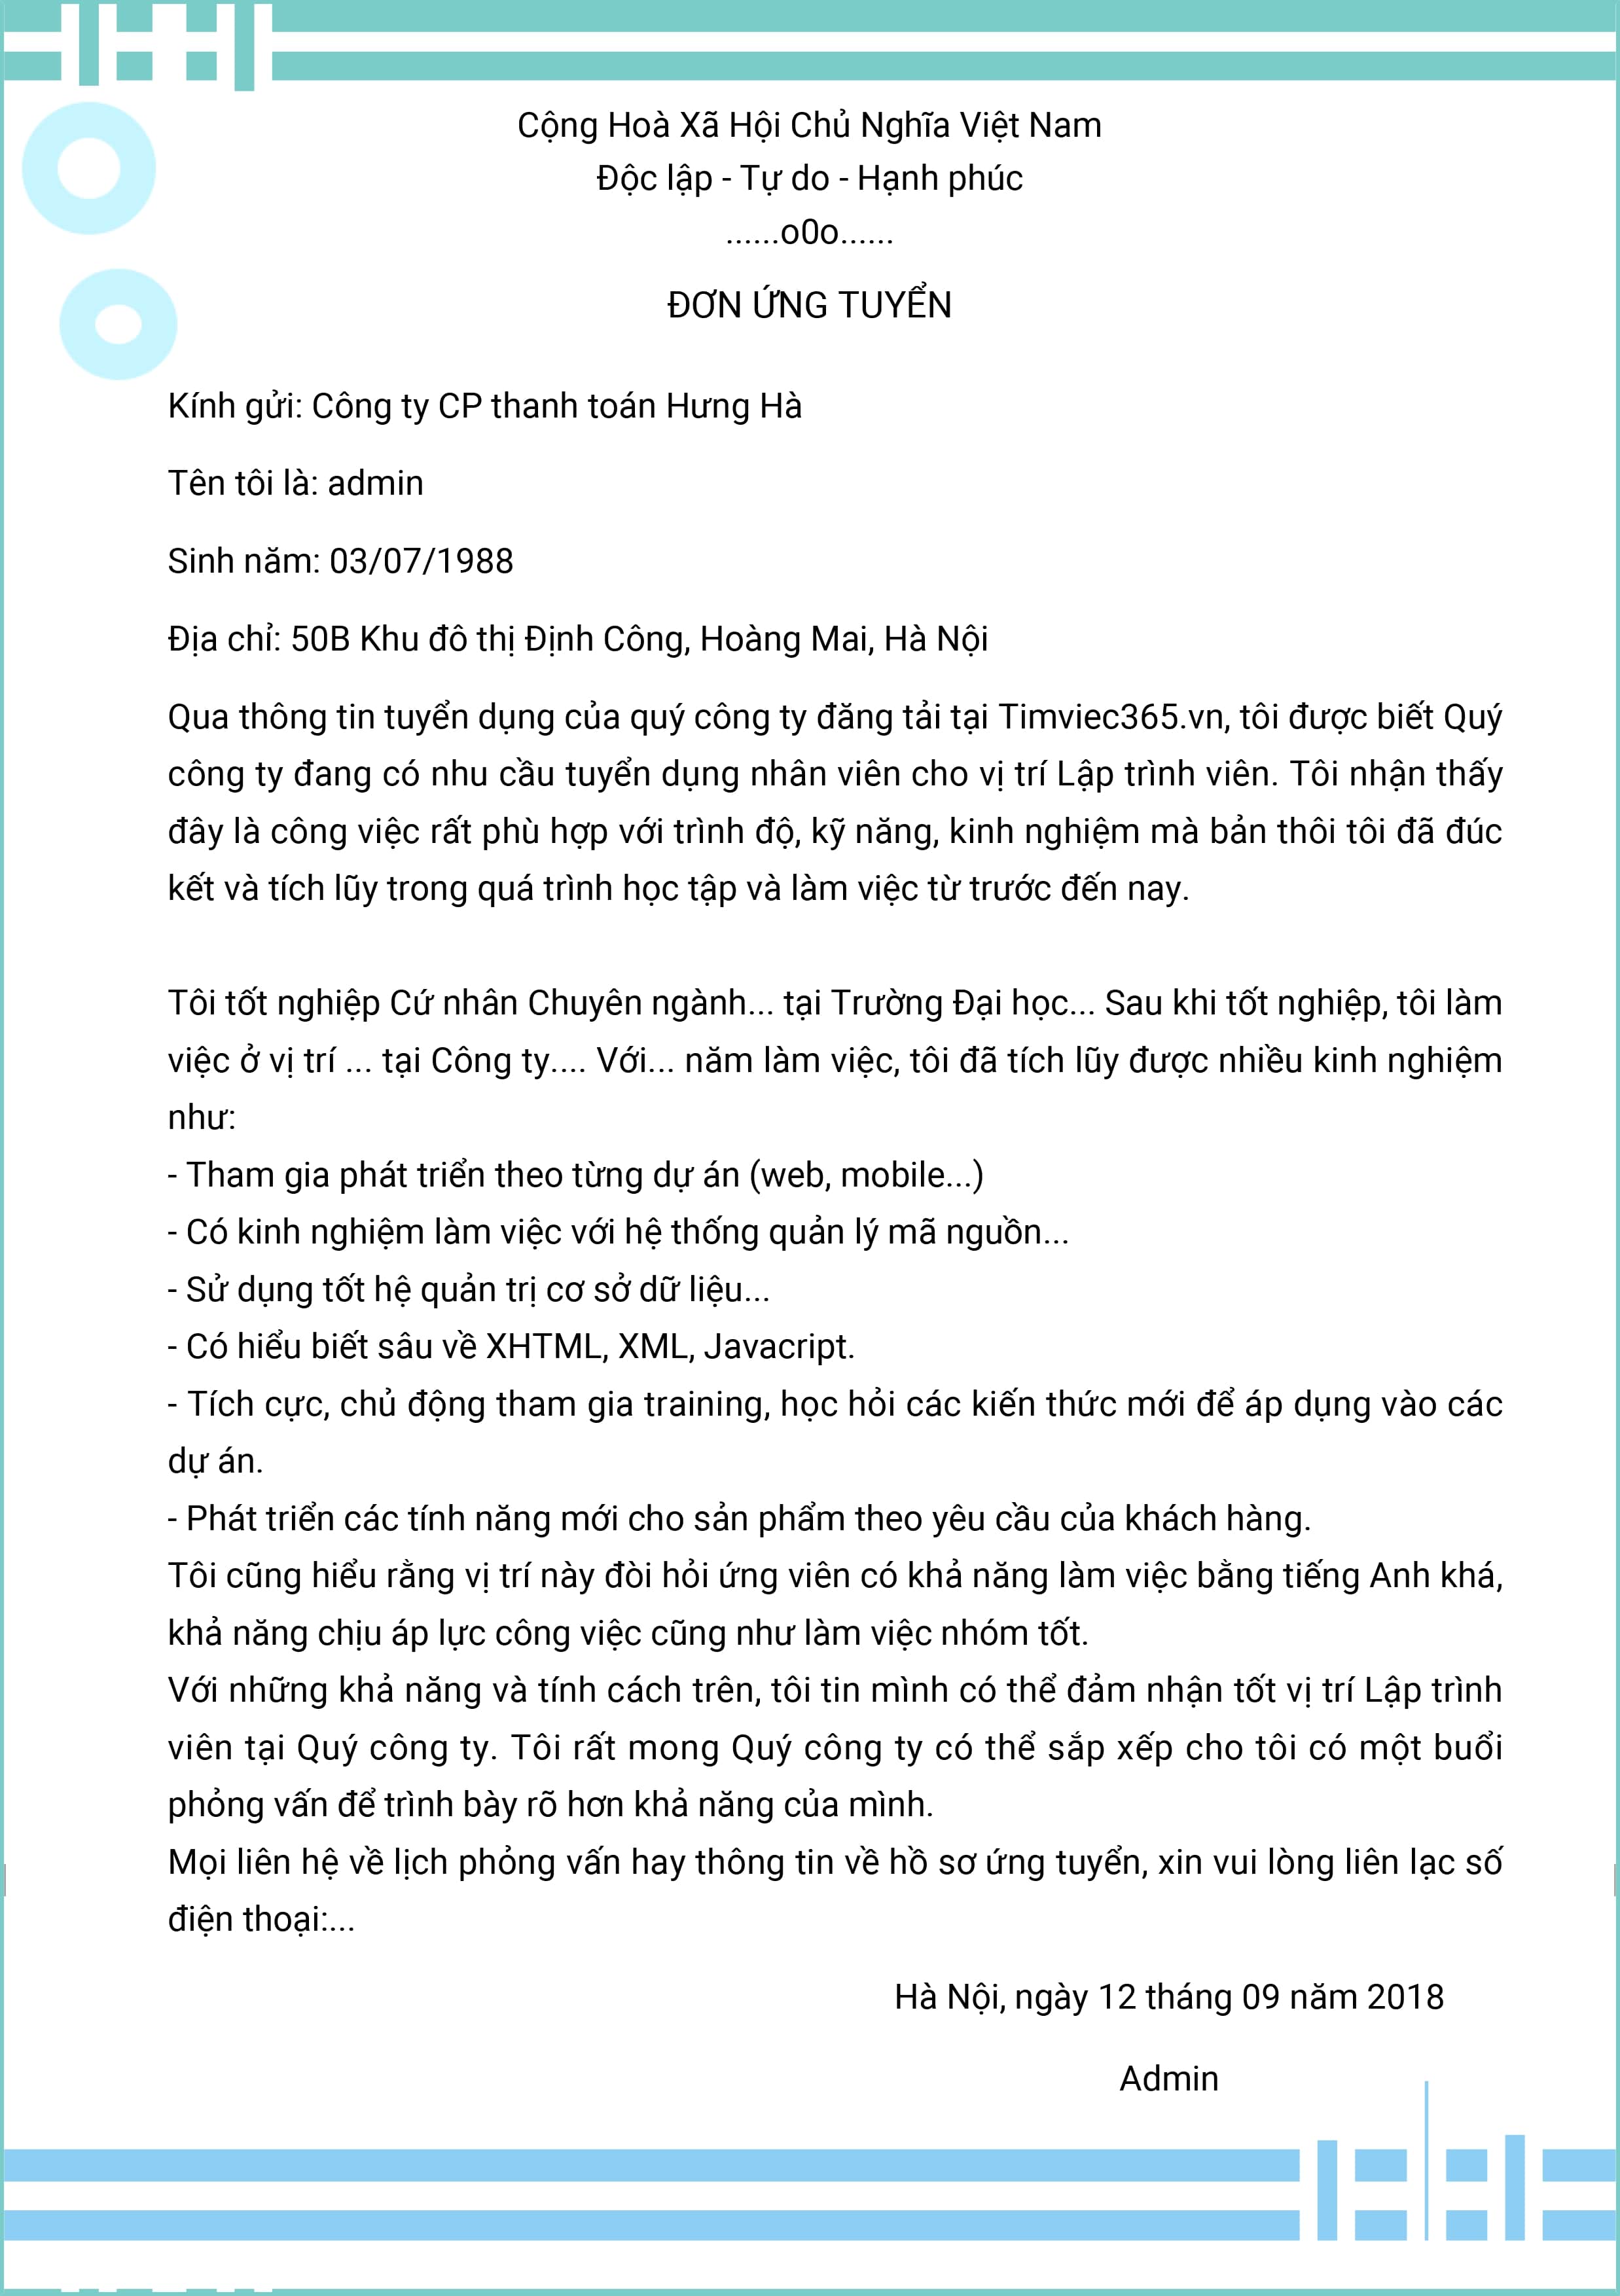 Cộng Hoà Xã Hội Chủ Nghĩa Việt Nam
Độc lập - Tự do - Hạnh phúc
......o0o......
ĐƠN ỨNG TUYỂN
Kính gửi: Công ty CP thanh toán Hưng Hà
Tên tôi là: admin
Sinh năm: 03/07/1988
Địa chỉ: 50B Khu đô thị Định Công, Hoàng Mai, Hà Nội
Qua thông tin tuyển dụng của quý công ty đăng tải tại Timviec365.vn, tôi được biết Quý
công ty đang có nhu cầu tuyển dụng nhân viên cho vị trí Lập trình viên. Tôi nhận thấy
đây là công việc rất phù hợp với trình độ, kỹ năng, kinh nghiệm mà bản thôi tôi đã đúc
kết và tích lũy trong quá trình học tập và làm việc từ trước đến nay.
Tôi tốt nghiệp Cứ nhân Chuyên ngành... tại Trường Đại học... Sau khi tốt nghiệp, tôi làm
việc ở vị trí ... tại Công ty.... Với... năm làm việc, tôi đã tích lũy được nhiều kinh nghiệm
như:
- Tham gia phát triển theo từng dự án (web, mobile...)
- Có kinh nghiệm làm việc với hệ thống quản lý mã nguồn...
- Sử dụng tốt hệ quản trị cơ sở dữ liệu...
- Có hiểu biết sâu về XHTML, XML, Javacript.
- Tích cực, chủ động tham gia training, học hỏi các kiến thức mới để áp dụng vào các
dự án.
- Phát triển các tính năng mới cho sản phẩm theo yêu cầu của khách hàng.
Tôi cũng hiểu rằng vị trí này đòi hỏi ứng viên có khả năng làm việc bằng tiếng Anh khá,
khả năng chịu áp lực công việc cũng như làm việc nhóm tốt.
Với những khả năng và tính cách trên, tôi tin mình có thể đảm nhận tốt vị trí Lập trình
viên tại Quý công ty. Tôi rất mong Quý công ty có thể sắp xếp cho tôi có một buổi
phỏng vấn để trình bày rõ hơn khả năng của mình.
Mọi liên hệ về lịch phỏng vấn hay thông tin về hồ sơ ứng tuyển, xin vui lòng liên lạc số
điện thoại:...
Hà Nội, ngày 12 tháng 09 năm 2018
Admin